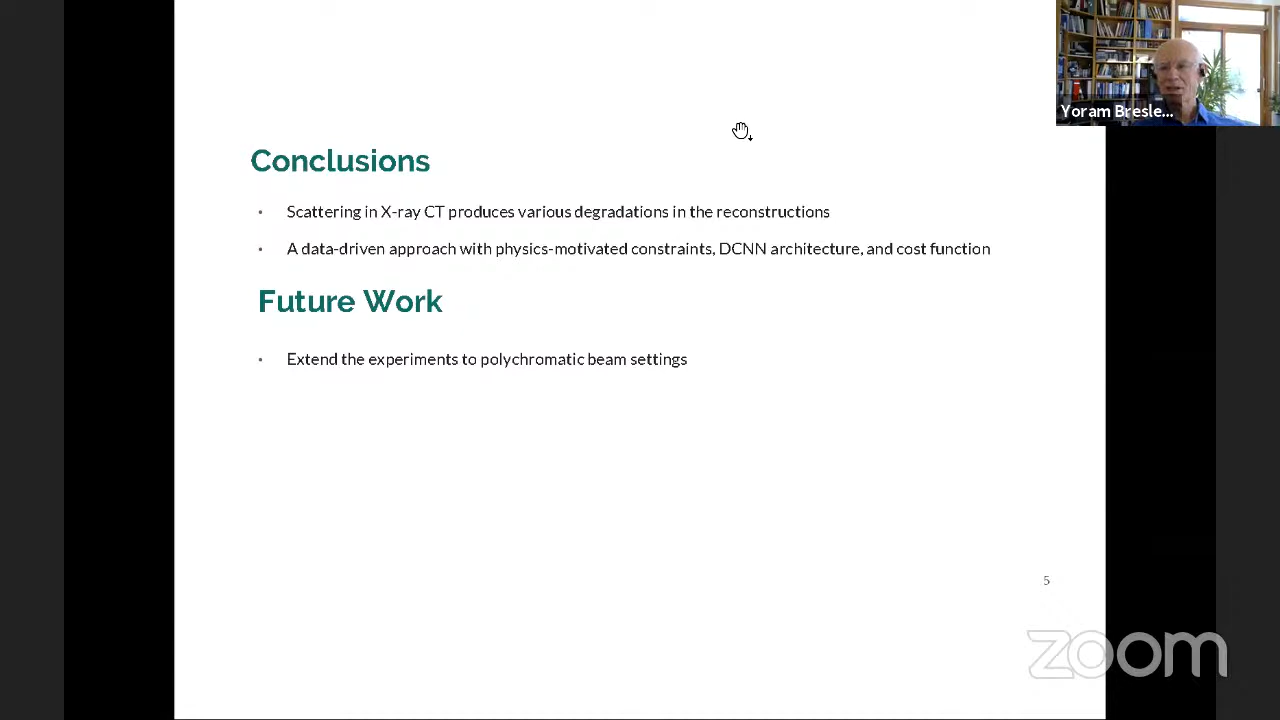 Yoram Bresle...
Conclusions
• Scattering in X-ray CT produces various degradations in the reconstructions
• A data-driven approach with physics-motivated constraints, DCNN architecture, and cost function
Future Work
• Extend the experiments to polychromatic beam settings
5
zoom